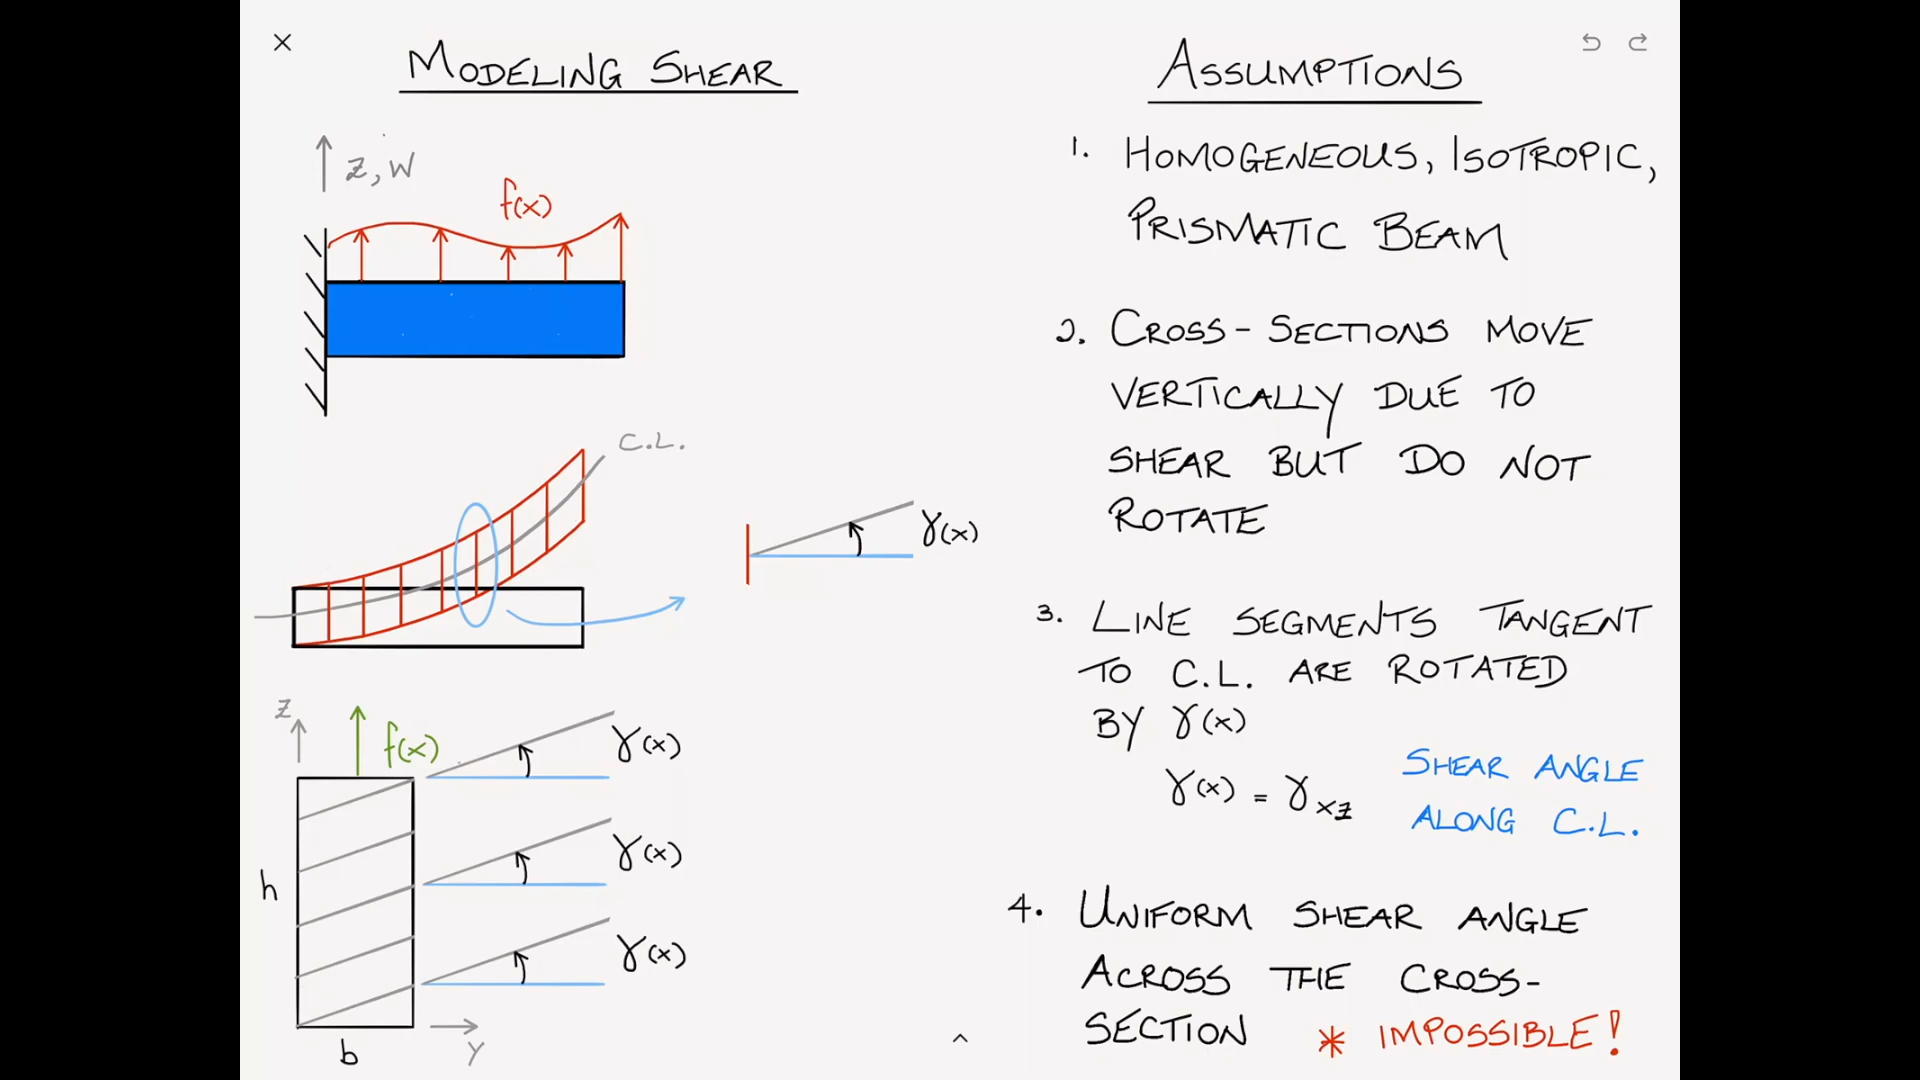 MODELING SHEAR
z, w
f(x)
C.L.
γ(x)
z
f(x)
γ(x)
γ(x)
γ(x)
h
b
y
ASSUMPTIONS
1. HOMOGENEOUS, ISOTROPIC,
PRISMATIC BEAM
2. CROSS-SECTIONS MOVE
VERTICALLY DUE TO
SHEAR BUT DO NOT
ROTATE
3. LINE SEGMENTS TANGENT
TO C.L. ARE ROTATED
BY γ(x)
γ(x) = γxz
SHEAR ANGLE
ALONG C.L.
4. UNIFORM SHEAR ANGLE
ACROSS THE CROSS-
SECTION * IMPOSSIBLE!